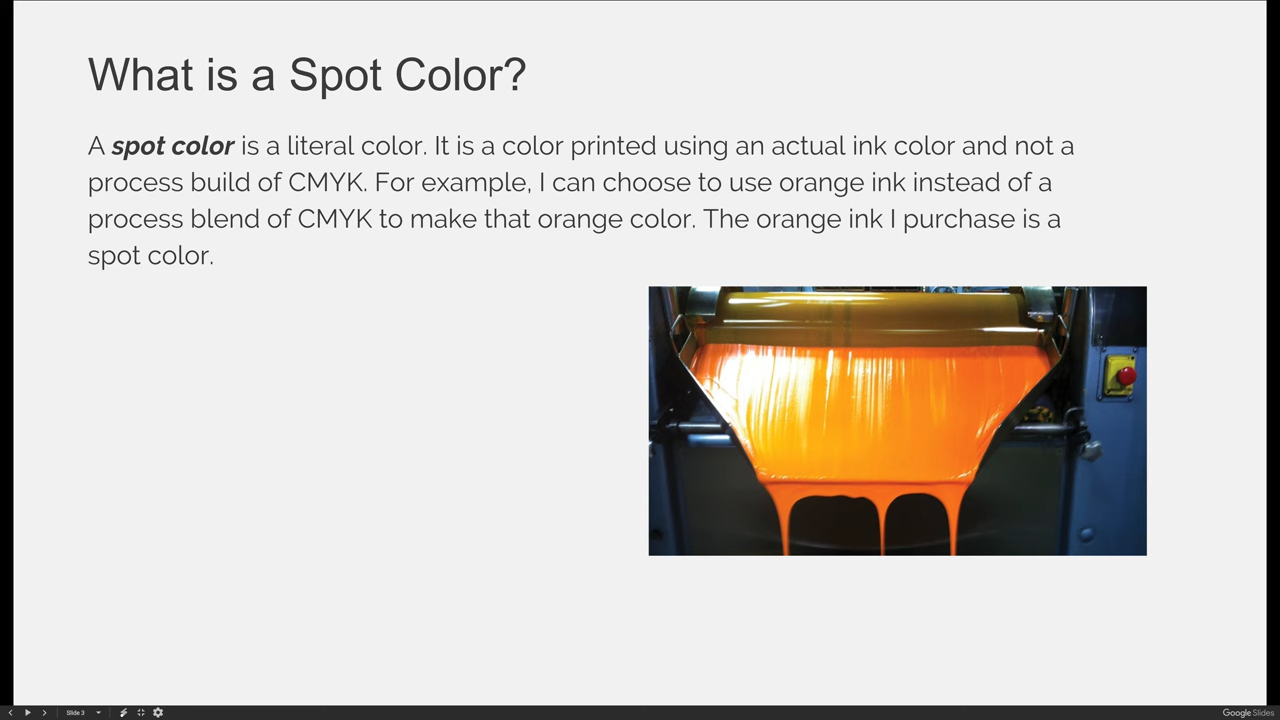 What is a Spot Color?
A spot color is a literal color. It is a color printed using an actual ink color and not a
process build of CMYK. For example, I can choose to use orange ink instead of a
process blend of CMYK to make that orange color. The orange ink I purchase is a
spot color.
Slide 3
Google Slides